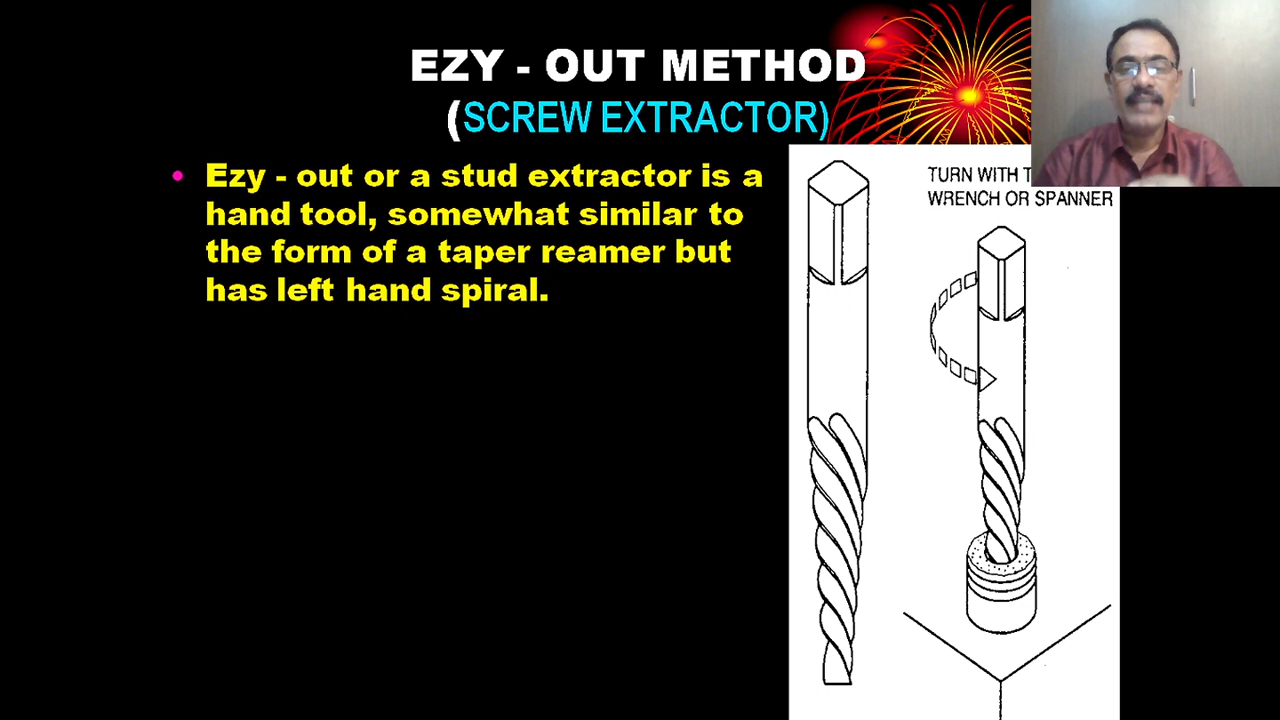 EZY - OUT METHOD
(SCREW EXTRACTOR)
• Ezy - out or a stud extractor is a
hand tool, somewhat similar to
the form of a taper reamer but
has left hand spiral.
TURN WITH
WRENCH OR SPANNER